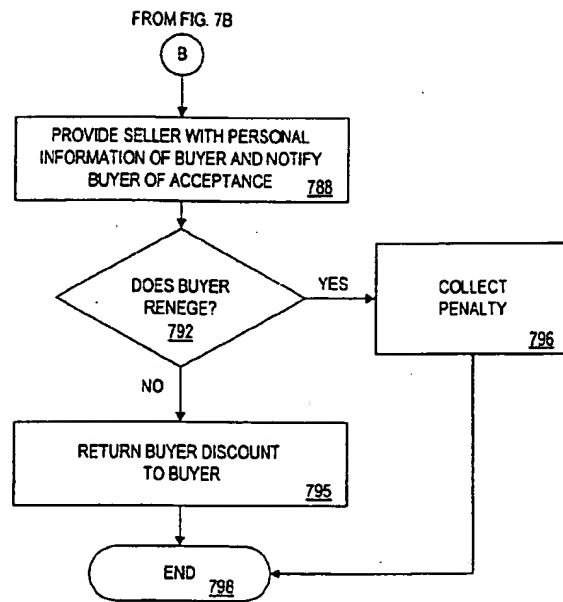 FROM FIG. 7B
B
PROVIDE SELLER WITH PERSONAL
INFORMATION OF BUYER AND NOTIFY
BUYER OF ACCEPTANCE
788
DOES BUYER
RENEGE?
792
YES
COLLECT
PENALTY
796
NO
RETURN BUYER DISCOUNT
TO BUYER
795
END
798